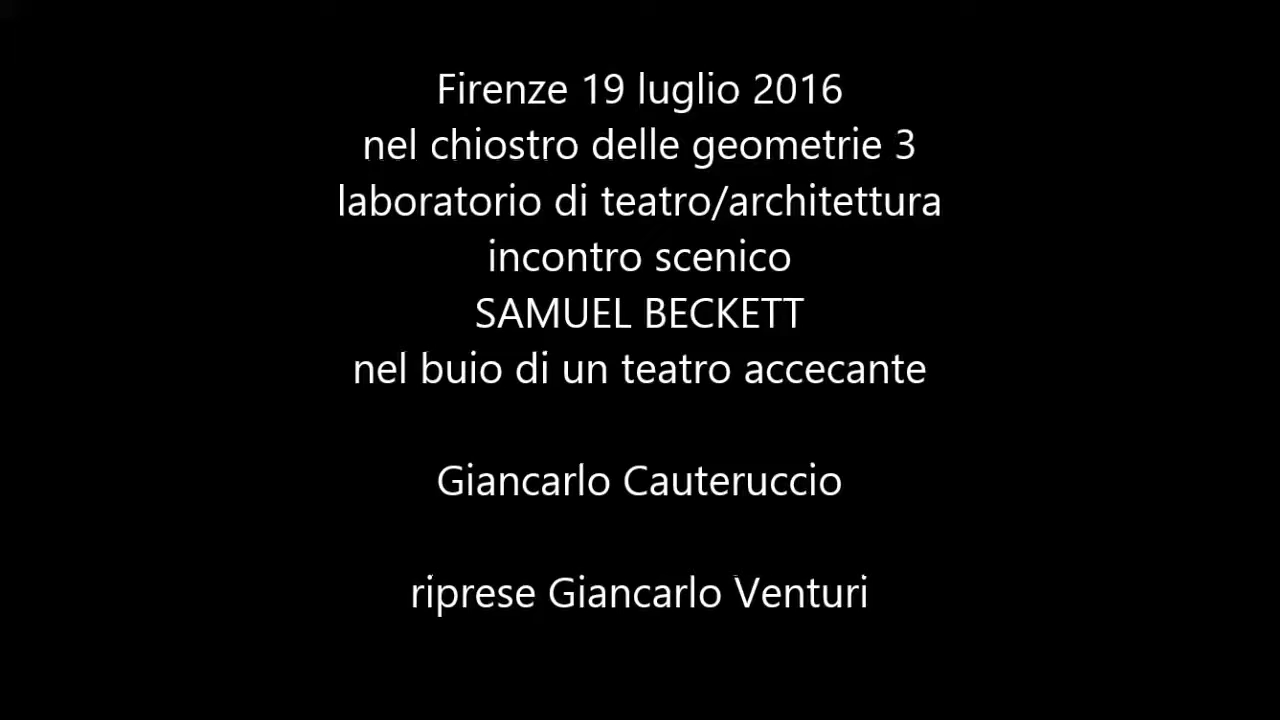 Firenze 19 luglio 2016
nel chiostro delle geometrie 3
laboratorio di teatro/architettura
incontro scenico
SAMUEL BECKETT
nel buio di un teatro accecante
Giancarlo Cauteruccio
riprese Giancarlo Venturi